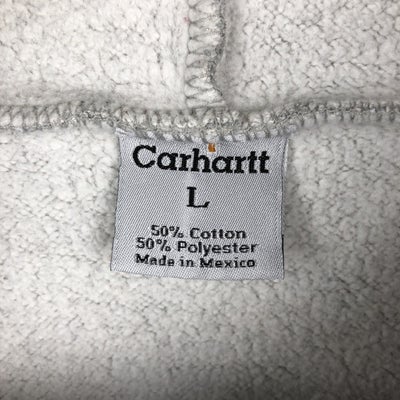 Carhartt
L
50% Cotton
50% Polyester
Made in Mexico